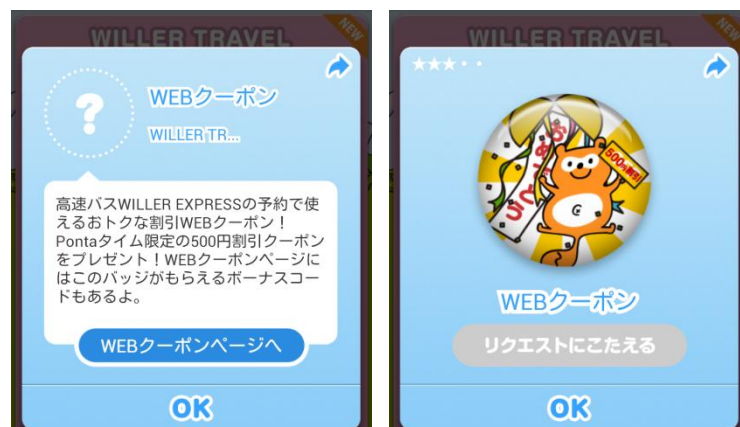 WILLER TRAVEL
NEW
?
WEBクーポン
WILLER TR...
高速バスWILLER EXPRESSの予約で使
えるおトクな割引WEBクーポン！
Pontaタイム限定の500円割引クーポン
をプレゼント！WEBクーポンページに
はこのバッジがもらえるボーナスコー
ドもあるよ。
WEBクーポンページへ
OK
WILLER TRAVEL
NEW
★★★・・
おめでとう
500円割引
WEBクーポン
リクエストにこたえる
OK